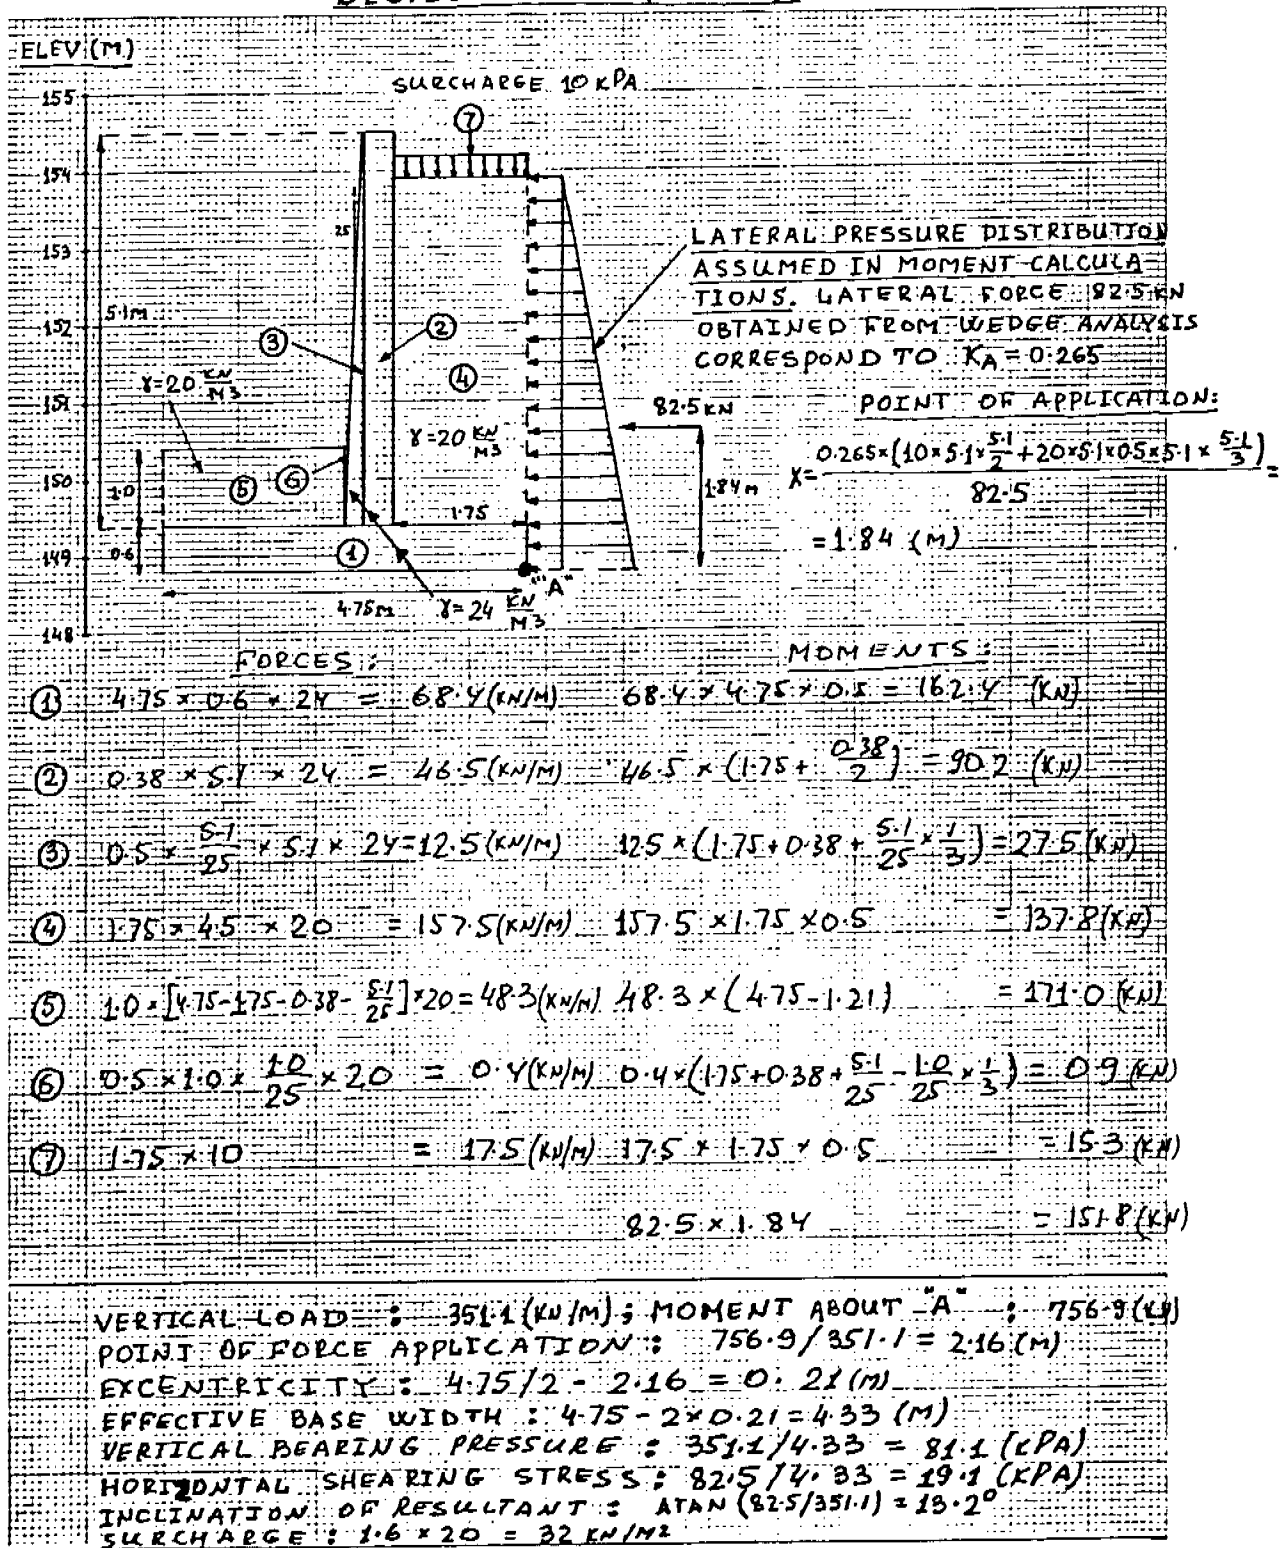 ELEV (M)
SURCHARGE 10 KPA
155
⑦
154
25
1
153
LATERAL PRESSURE DISTRIBUTION
ASSUMED IN MOMENT CALCULA-
TIONS. LATERAL FORCE 82.5 KN
OBTAINED FROM WEDGE ANALYSIS
CORRESPOND TO KA = 0.265
152
5.1m
②
③
γ=20 KN/M3
④
151
82.5 KN
POINT OF APPLICATION:
γ=20 KN/M3
X= 0.265×(10×5.1×5.1/2+20×5.1×0.5×5.1×5.1/3)/82.5 =
150
1.0
⑤
⑥
1.84m
1.75
= 1.84 (M)
149
0.6
①
"A"
4.75m
γ= 24 KN/M3
148
FORCES:
MOMENTS:
① 4.75 × 0.6 × 24 = 68.4 (KN/M) 68.4 × 4.75 × 0.5 = 162.4 (KN)
② 0.38 × 5.1 × 24 = 46.5 (KN/M) 46.5 × (1.75 + 0.38/2) = 90.2 (KN)
③ 0.5 × 5.1/25 × 5.1 × 24 = 12.5 (KN/M) 12.5 × (1.75 + 0.38 + 5.1/25 × 1/3) = 27.5 (KN)
④ 1.75 × 4.5 × 20 = 157.5 (KN/M) 157.5 × 1.75 × 0.5 = 137.8 (KN)
⑤ 1.0 × [4.75-1.75-0.38- 5.1/25] × 20 = 48.3 (KN/M) 48.3 × (4.75-1.21) = 171.0 (KN)
⑥ 0.5 × 1.0 × 1.0/25 × 20 = 0.4 (KN/M) 0.4 × (1.75+0.38+ 5.1/25 - 1.0/25 × 1/3) = 0.9 (KN)
⑦ 1.75 × 10 = 17.5 (KN/M) 17.5 × 1.75 × 0.5 = 15.3 (KN)
82.5 × 1.84 = 151.8 (KN)
VERTICAL LOAD : 351.1 (KN/M); MOMENT ABOUT "A" : 756.9 (KN)
POINT OF FORCE APPLICATION : 756.9/351.1 = 2.16 (M)
EXCENTRICITY : 4.75/2 - 2.16 = 0.21 (M)
EFFECTIVE BASE WIDTH : 4.75 - 2×0.21 = 4.33 (M)
VERTICAL BEARING PRESSURE : 351.1/4.33 = 81.1 (KPA)
HORIZONTAL SHEARING STRESS : 82.5/4.33 = 19.1 (KPA)
INCLINATION OF RESULTANT : ATAN (82.5/351.1) = 13.2°
SURCHARGE : 1.6 × 20 = 32 KN/M2